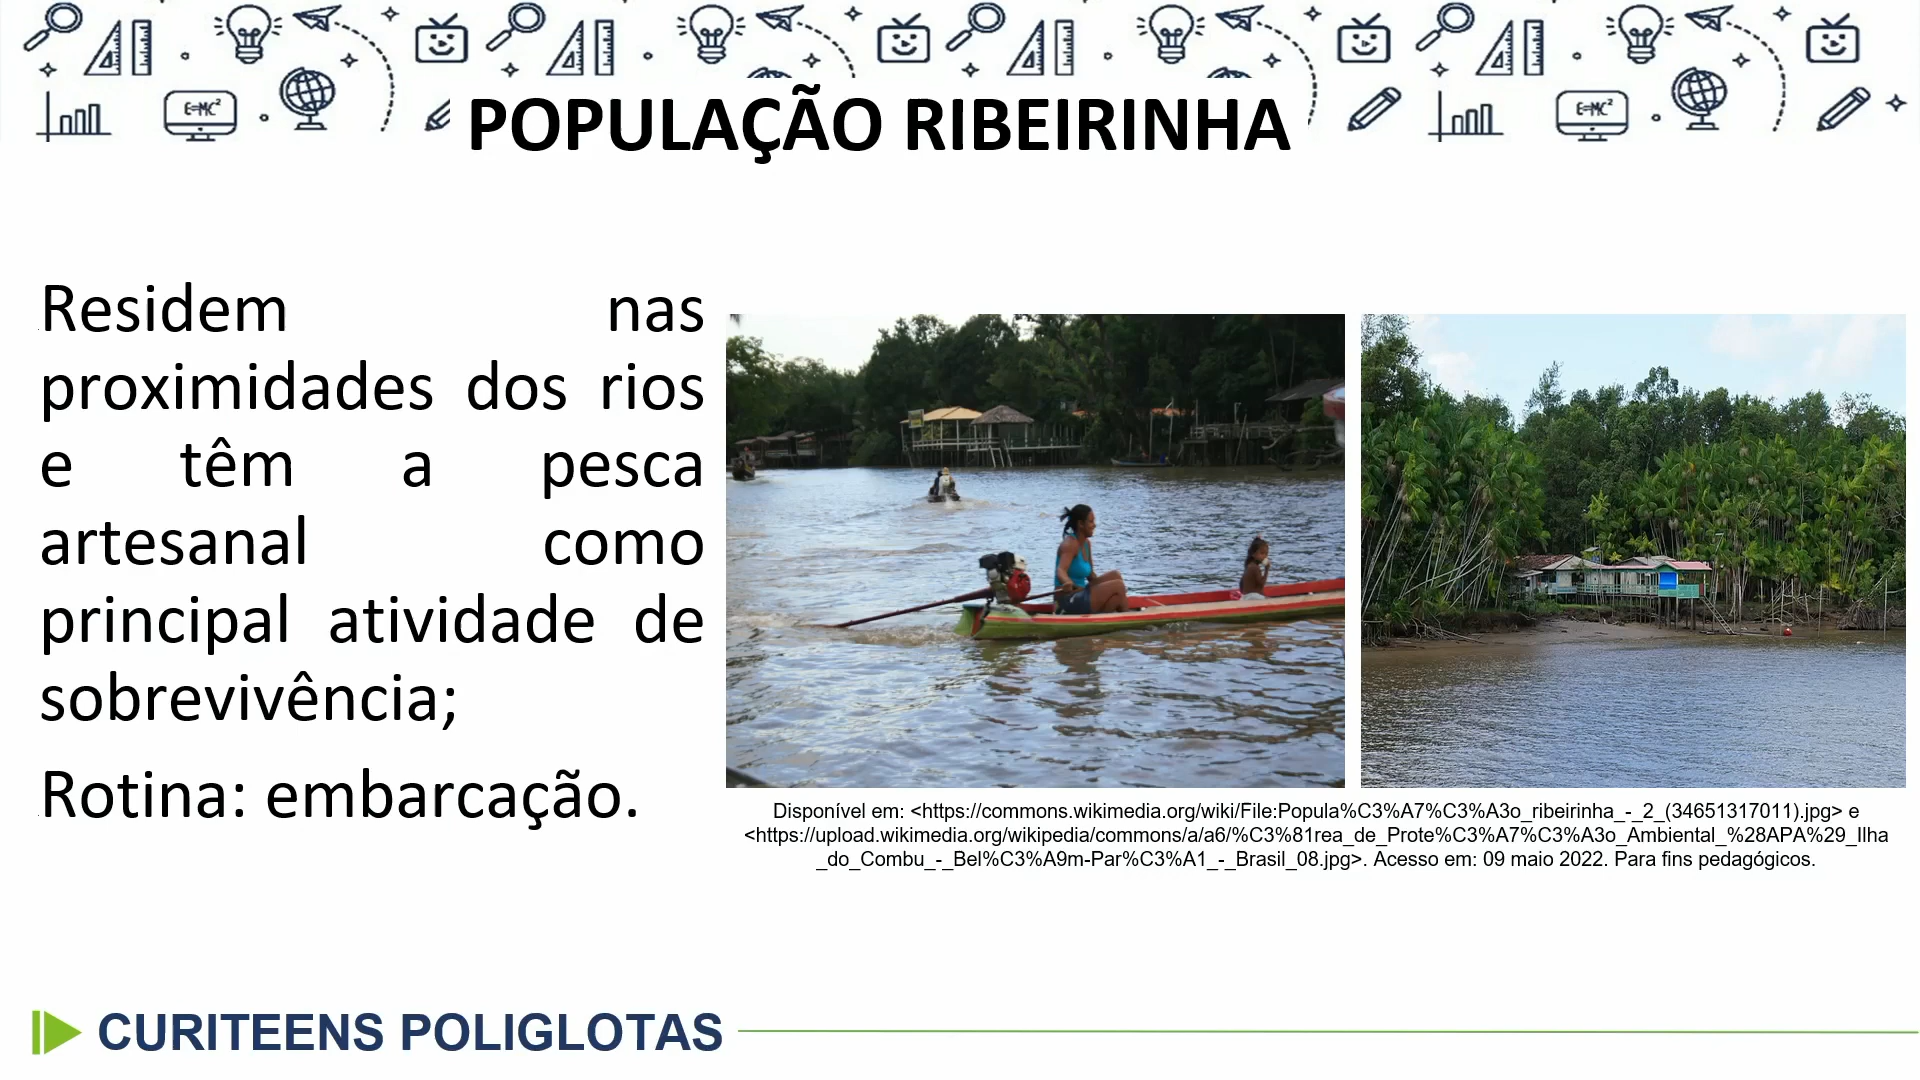 E=MC²
E=MC²
POPULAÇÃO RIBEIRINHA
Residem nas
proximidades dos rios
e têm a pesca
artesanal como
principal atividade de
sobrevivência;
Rotina: embarcação.
Disponível em: <https://commons.wikimedia.org/wiki/File:Popula%C3%A7%C3%A3o_ribeirinha_-_2_(34651317011).jpg> e
<https://upload.wikimedia.org/wikipedia/commons/a/a6/%C3%81rea_de_Prote%C3%A7%C3%A3o_Ambiental_%28APA%29_Ilha
_do_Combu_-_Bel%C3%A9m-Par%C3%A1_-_Brasil_08.jpg>. Acesso em: 09 maio 2022. Para fins pedagógicos.
CURITEENS POLIGLOTAS